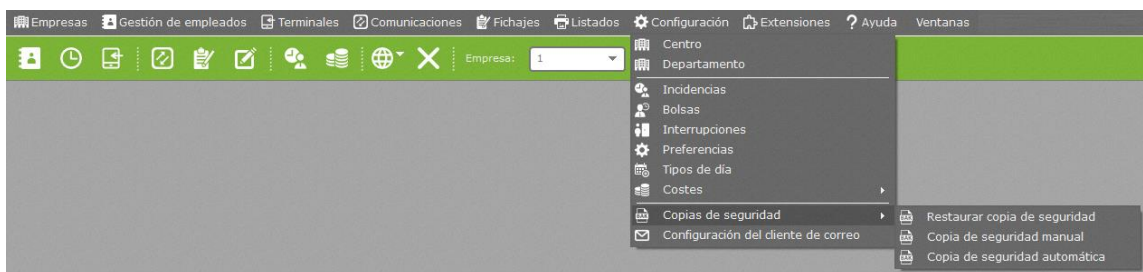 Empresas Gestión de empleados Terminales Comunicaciones Fichajes Listados Configuración Extensiones ? Ayuda Ventanas
Empresa: 1
Centro
Departamento
Incidencias
Bolsas
Interrupciones
Preferencias
Tipos de día
Costes
Copias de seguridad
Configuración del cliente de correo
Restaurar copia de seguridad
Copia de seguridad manual
Copia de seguridad automática